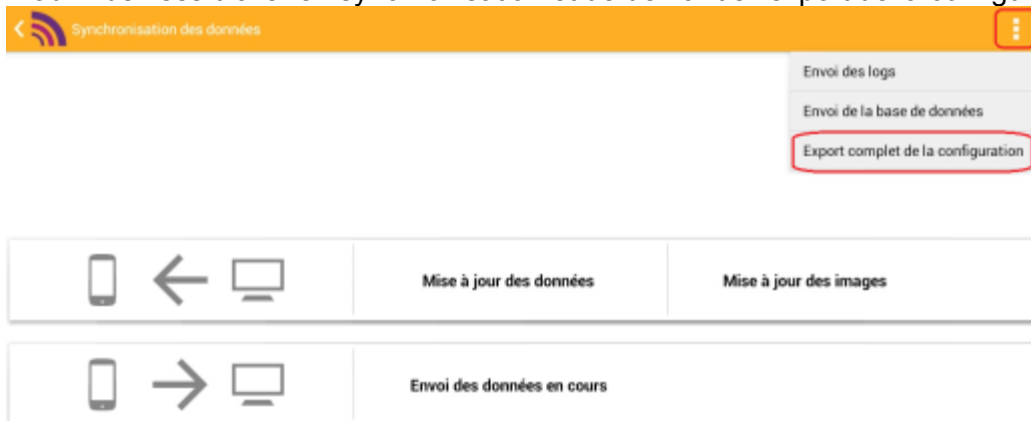 Synchronisation des données
Envoi des logs
Envoi de la base de données
Export complet de la configuration
Mise à jour des données
Mise à jour des images
Envoi des données en cours